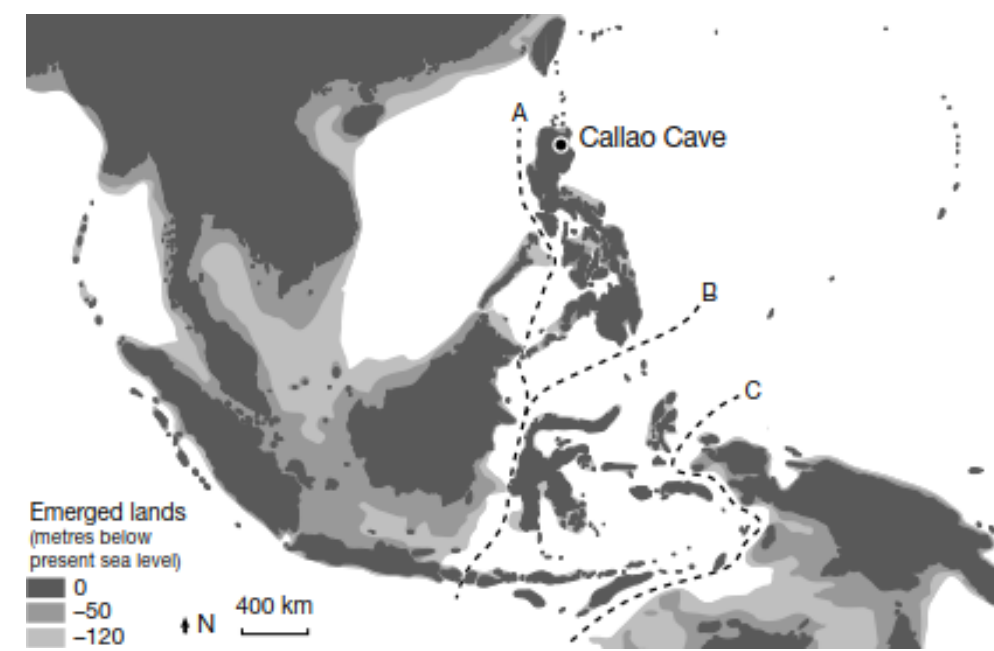 A
Callao Cave
B
C
Emerged lands
(metres below
present sea level)
0
−50
−120
N
400 km